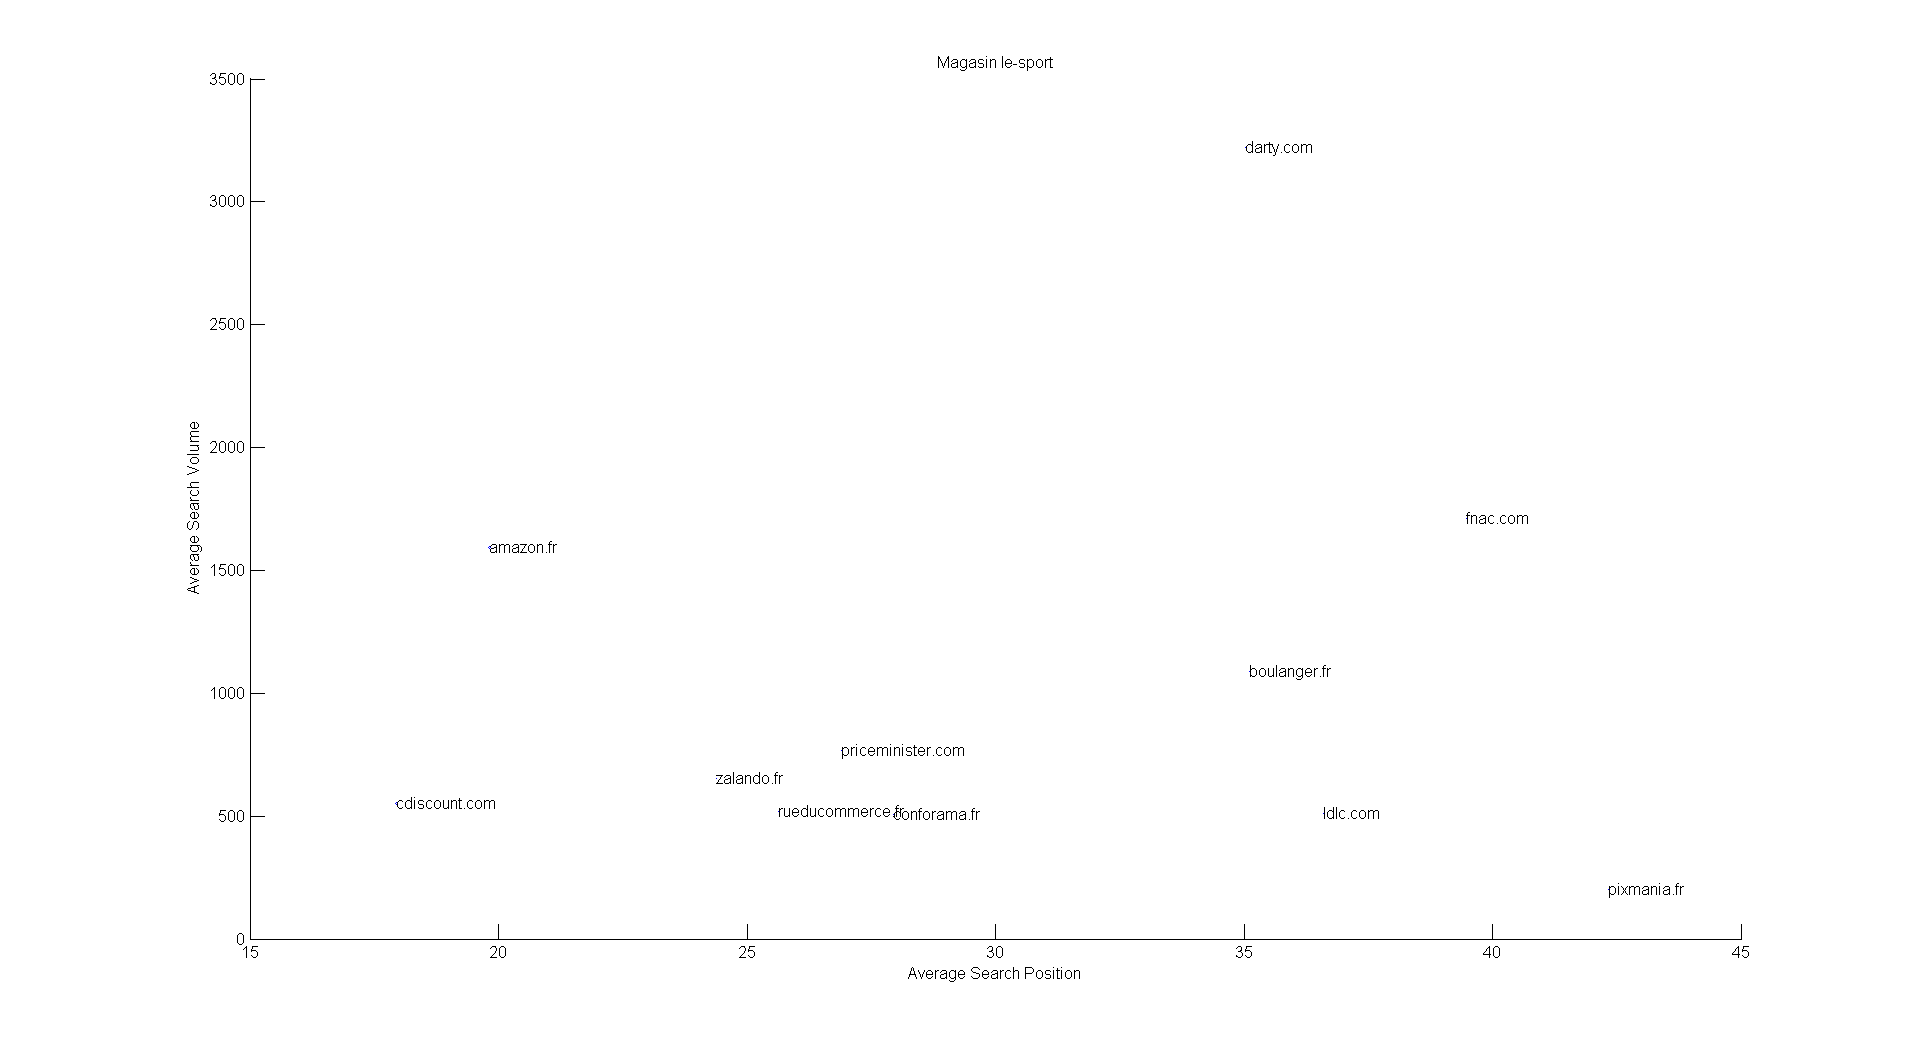 Magasin le-sport
3500
darty.com
3000
2500
2000
Average Search Volume
fnac.com
amazon.fr
1500
boulanger.fr
1000
priceminister.com
zalando.fr
cdiscount.com
rueducommerce.fr
conforama.fr
ldlc.com
500
pixmania.fr
0
15 20 25 30 35 40 45
Average Search Position